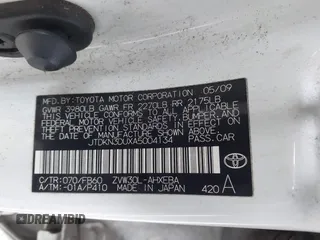 MFD. BY: TOYOTA MOTOR CORPORATION 05/09
GVWR 3980LB GAWR FR 2270LB RR 2175LB
THIS VEHICLE CONFORMS TO ALL APPLICABLE
FEDERAL MOTOR VEHICLE SAFETY, BUMPER, AND
THEFT PREVENTION STANDARDS IN EFFECT ON
THE DATE OF MANUFACTURE SHOWN ABOVE.
JTDKN3DUXA5004134 PASS. CAR
C/TR: 070/FB60 ZVW30L-AHXEBA
A/TM: -01A/P410 MADE IN JAPAN 420 A